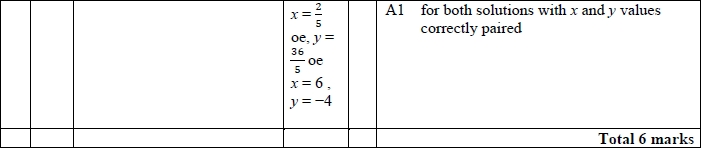 x = 2/5
oe, y =
36/5 oe
x = 6 ,
y = −4
A1 for both solutions with x and y values
correctly paired
Total 6 marks